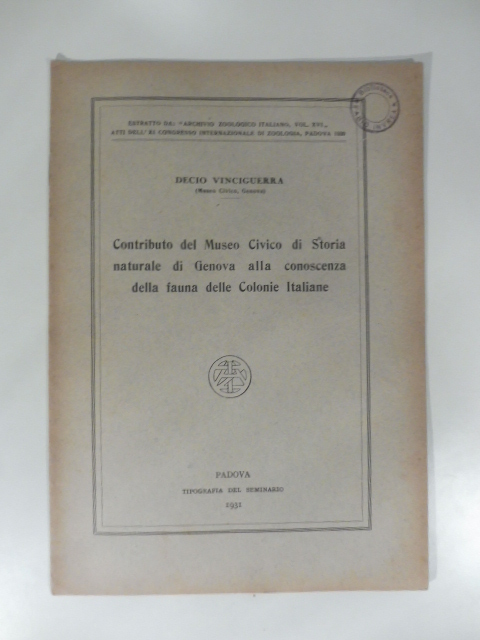 ESTRATTO DA: "ARCHIVIO ZOOLOGICO ITALIANO, VOL. XVI.,
ATTI DELL' XI CONGRESSO INTERNAZIONALE DI ZOOLOGIA, PADOVA 1930
DECIO VINCIGUERRA
(Museo Civico, Genova)
Contributo del Museo Civico di Storia
naturale di Genova alla conoscenza
della fauna delle Colonie Italiane
PADOVA
TIPOGRAFIA DEL SEMINARIO
1931